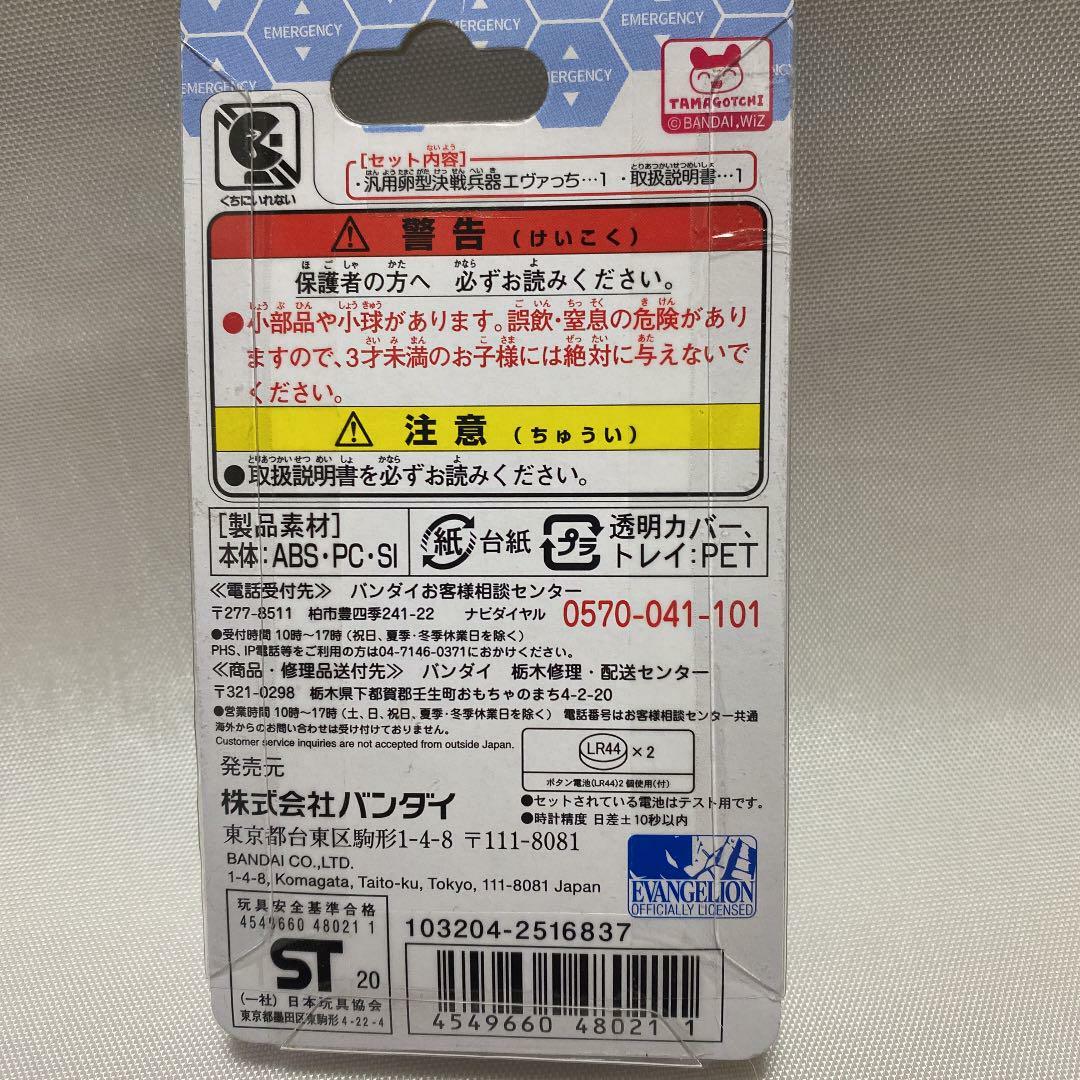 EMERGENCY
EMERGENCY
EMERGENCY
TAMAGOTCHI
©BANDAI,WiZ
くちにいれない
[セット内容]
・汎用卵型決戦兵器エヴァっち…1 ・取扱説明書…1
警告(けいこく)
保護者の方へ 必ずお読みください。
●小部品や小球があります。誤飲・窒息の危険があり
ますので、3才未満のお子様には絶対に与えないで
ください。
注意(ちゅうい)
●取扱説明書を必ずお読みください。
[製品素材]
本体:ABS・PC・SI
紙 台紙
プラ 透明カバー、
トレイ:PET
≪電話受付先≫ バンダイお客様相談センター
〒277-8511 柏市豊四季241-22 ナビダイヤル 0570-041-101
●受付時間 10時～17時(祝日、夏季・冬季休業日を除く)
PHS、IP電話等をご利用の方は04-7146-0371におかけください。
≪商品・修理品送付先≫ バンダイ 栃木修理・配送センター
〒321-0298 栃木県下都賀郡壬生町おもちゃのまち4-2-20
●営業時間 10時～17時(土、日、祝日、夏季・冬季休業日を除く) 電話番号はお客様相談センター共通
海外からのお問い合わせは受け付けておりません。
Customer service inquiries are not accepted from outside Japan.
LR44 ×2
ボタン電池(LR44)2個使用(付)
●セットされている電池はテスト用です。
●時計精度 日差±10秒以内
発売元
株式会社バンダイ
東京都台東区駒形1-4-8 〒111-8081
BANDAI CO.,LTD.
1-4-8, Komagata, Taito-ku, Tokyo, 111-8081 Japan
EVANGELION
OFFICIALLY LICENSED
玩具安全基準合格
4549660 48021 1
ST 20
(一社)日本玩具協会
東京都墨田区東駒形4-22-4
103204-2516837
4549660 48021 1